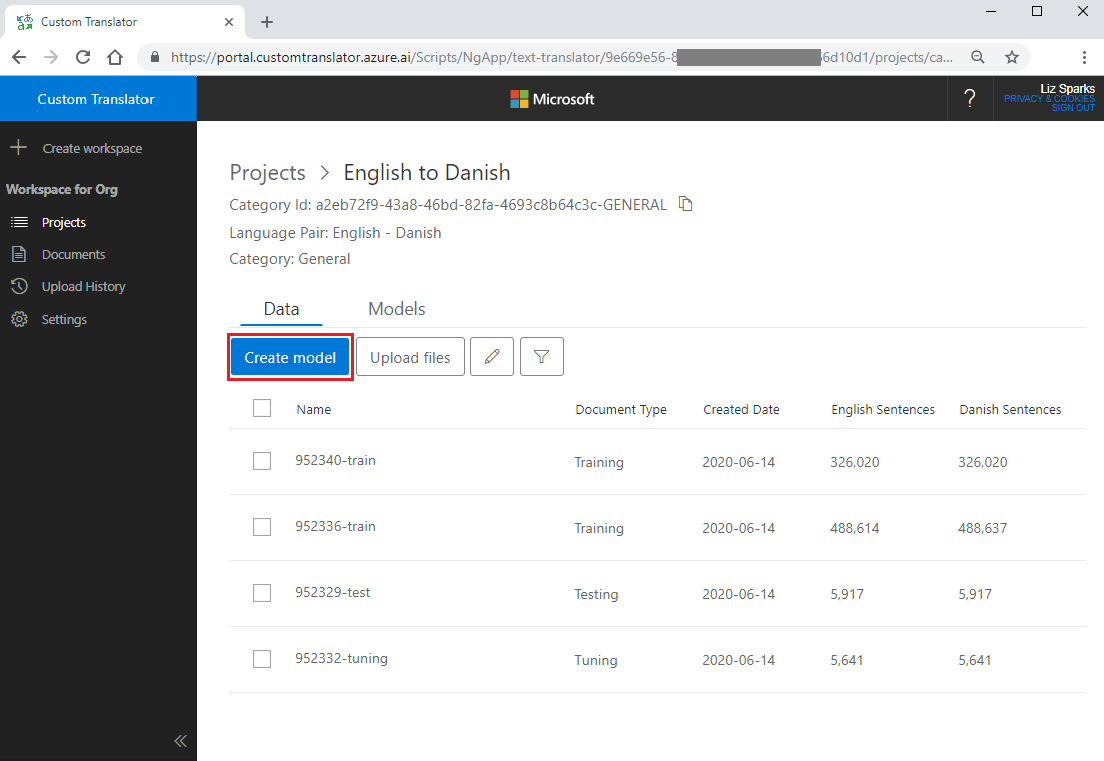 Custom Translator
https://portal.customtranslator.azure.ai/Scripts/NgApp/text-translator/9e669e56-8 6d10d1/projects/ca...
Custom Translator
Microsoft
?
Liz Sparks
PRIVACY & COOKIES
SIGN OUT
Create workspace
Workspace for Org
Projects
Documents
Upload History
Settings
Projects > English to Danish
Category Id: a2eb72f9-43a8-46bd-82fa-4693c8b64c3c-GENERAL
Language Pair: English - Danish
Category: General
Data Models
Create model Upload files
Name Document Type Created Date English Sentences Danish Sentences
952340-train Training 2020-06-14 326,020 326,020
952336-train Training 2020-06-14 488,614 488,637
952329-test Testing 2020-06-14 5,917 5,917
952332-tuning Tuning 2020-06-14 5,641 5,641